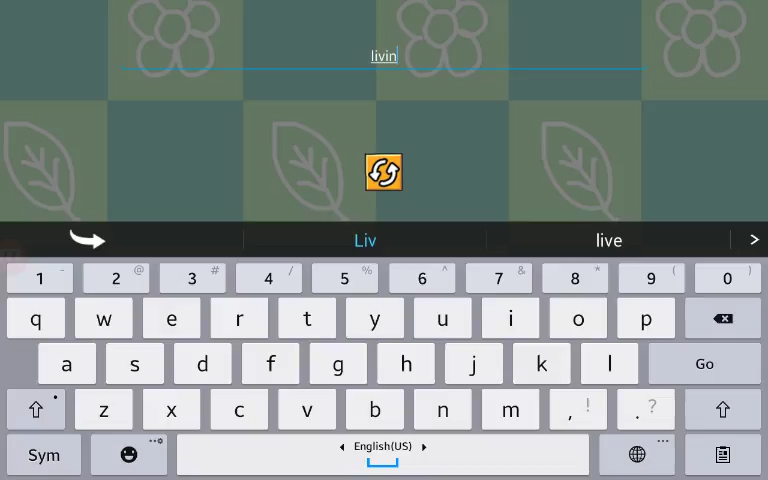 livin
Liv live >
1 - 2 @ 3 # 4 / 5 % 6 ^ 7 & 8 * 9 ( 0 )
q w e r t y u i o p
a s d f g h j k l Go
z x c v b n m , ! . ?
Sym English(US)